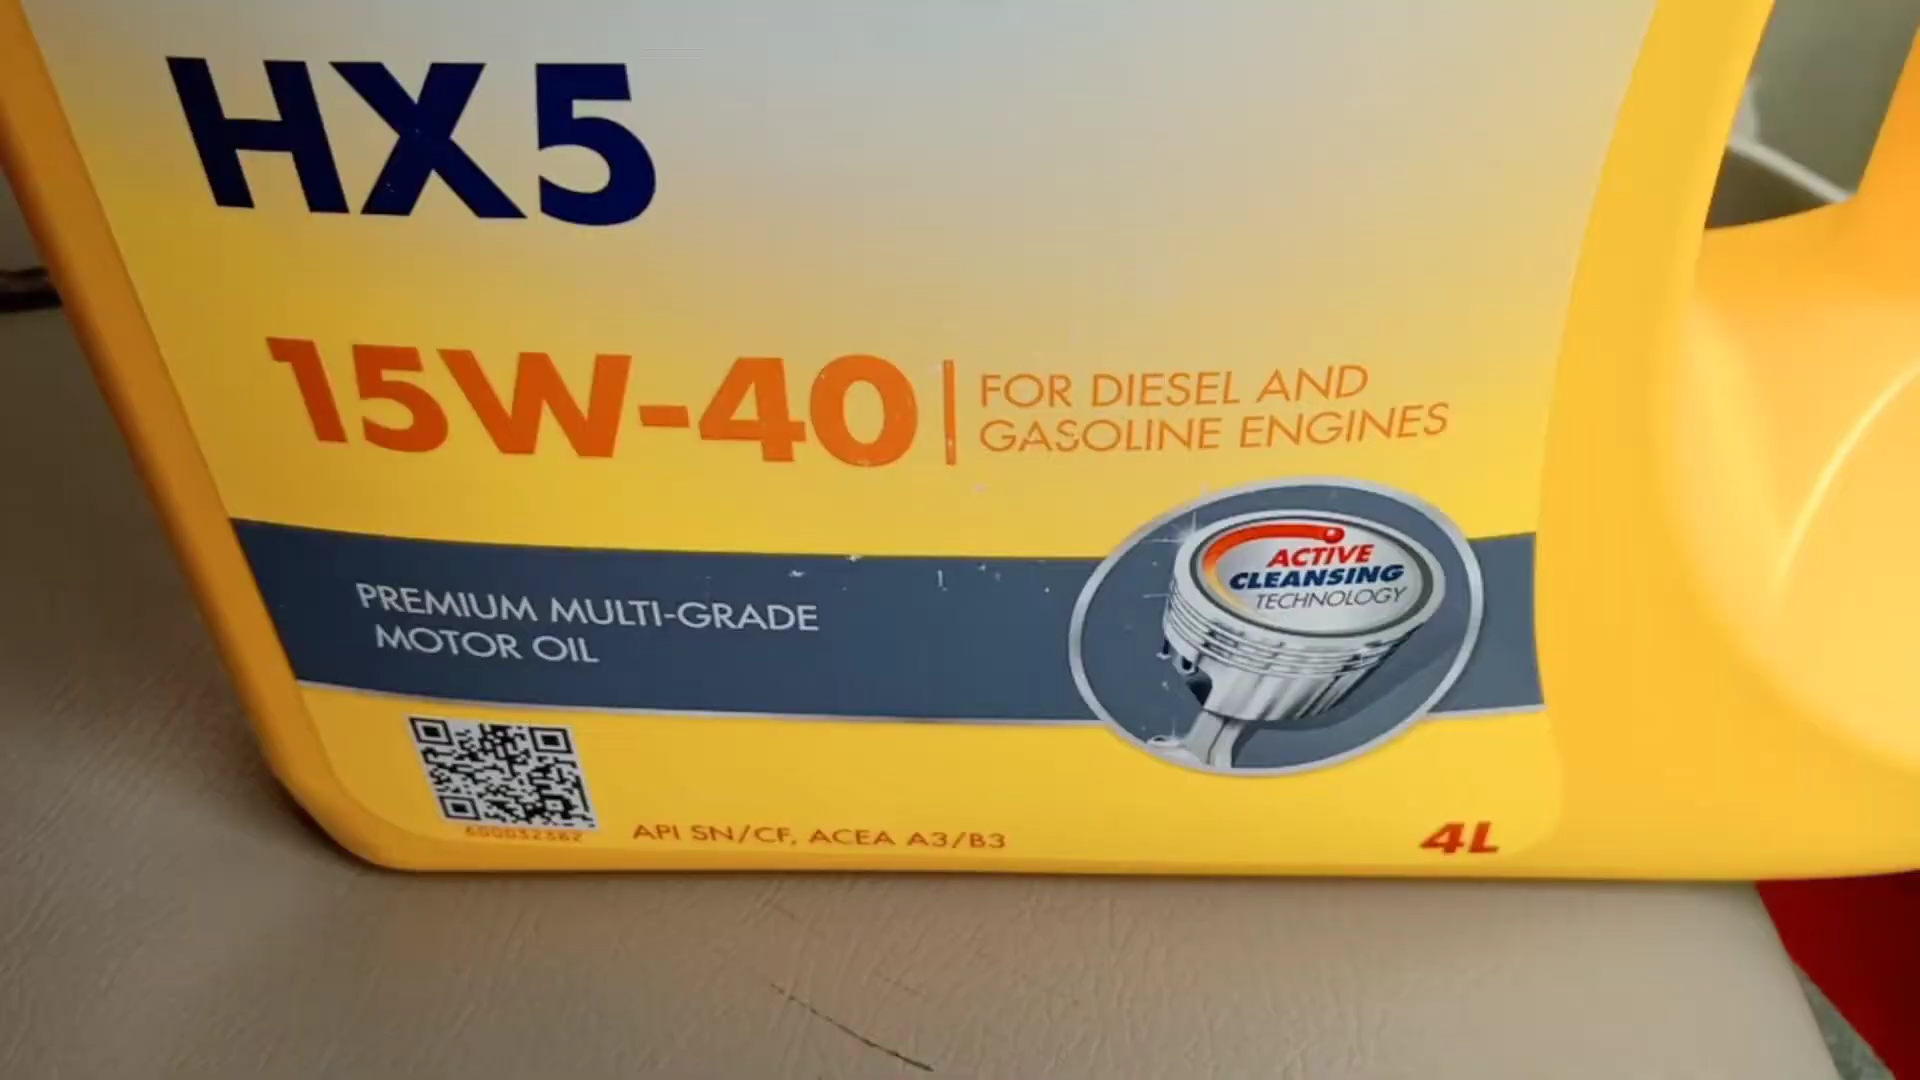 HX5
15W-40
FOR DIESEL AND
GASOLINE ENGINES
ACTIVE
CLEANSING
TECHNOLOGY
PREMIUM MULTI-GRADE
MOTOR OIL
API SN/CF, ACEA A3/B3
4L